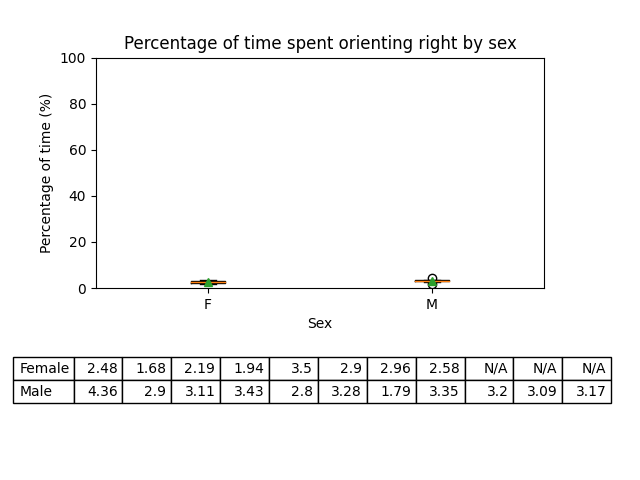 Percentage of time spent orienting right by sex
100
80
60
40
20
0
Percentage of time (%)
F M
Sex
Female 2.48 1.68 2.19 1.94 3.5 2.9 2.96 2.58 N/A N/A N/A
Male 4.36 2.9 3.11 3.43 2.8 3.28 1.79 3.35 3.2 3.09 3.17